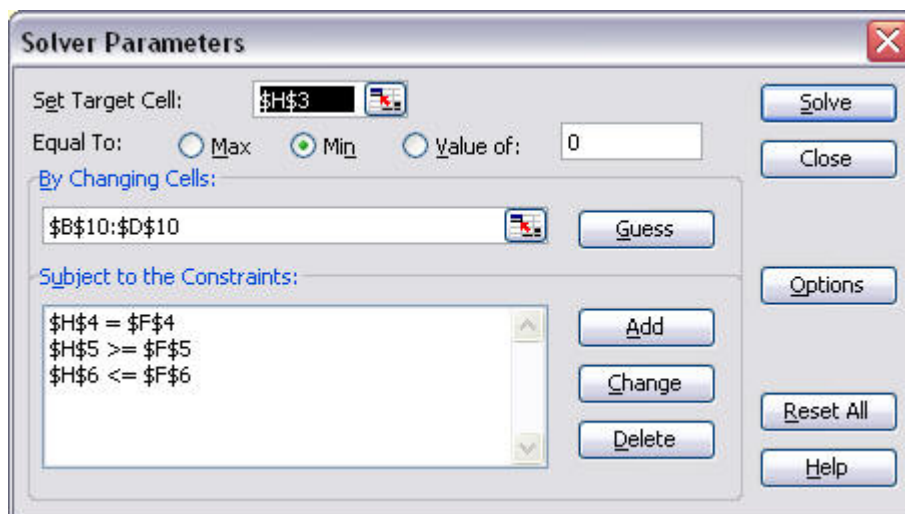 Solver Parameters
Set Target Cell: $H$3
Solve
Equal To: Max Min Value of: 0
Close
By Changing Cells:
$B$10:$D$10
Guess
Subject to the Constraints:
Options
$H$4 = $F$4
$H$5 >= $F$5
$H$6 <= $F$6
Add
Change
Delete
Reset All
Help